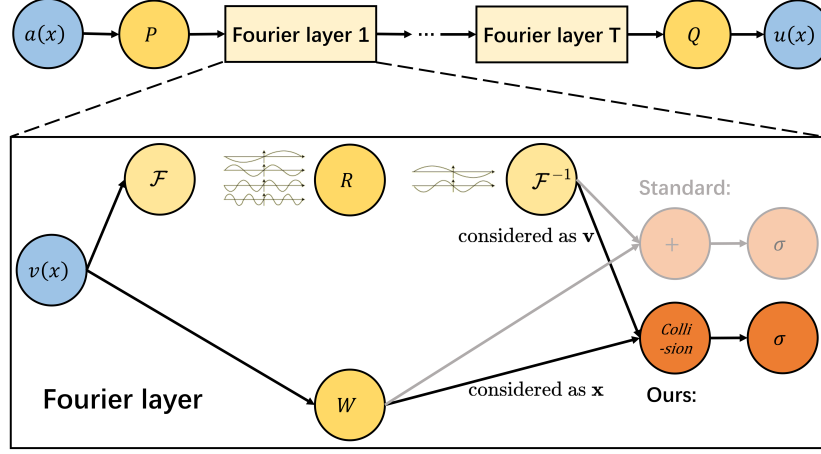 a(x) P Fourier layer 1 ... Fourier layer T Q u(x)
F R F⁻¹
Standard:
considered as v
+ σ
v(x)
Colli
-sion
σ
considered as x
Ours:
Fourier layer
W